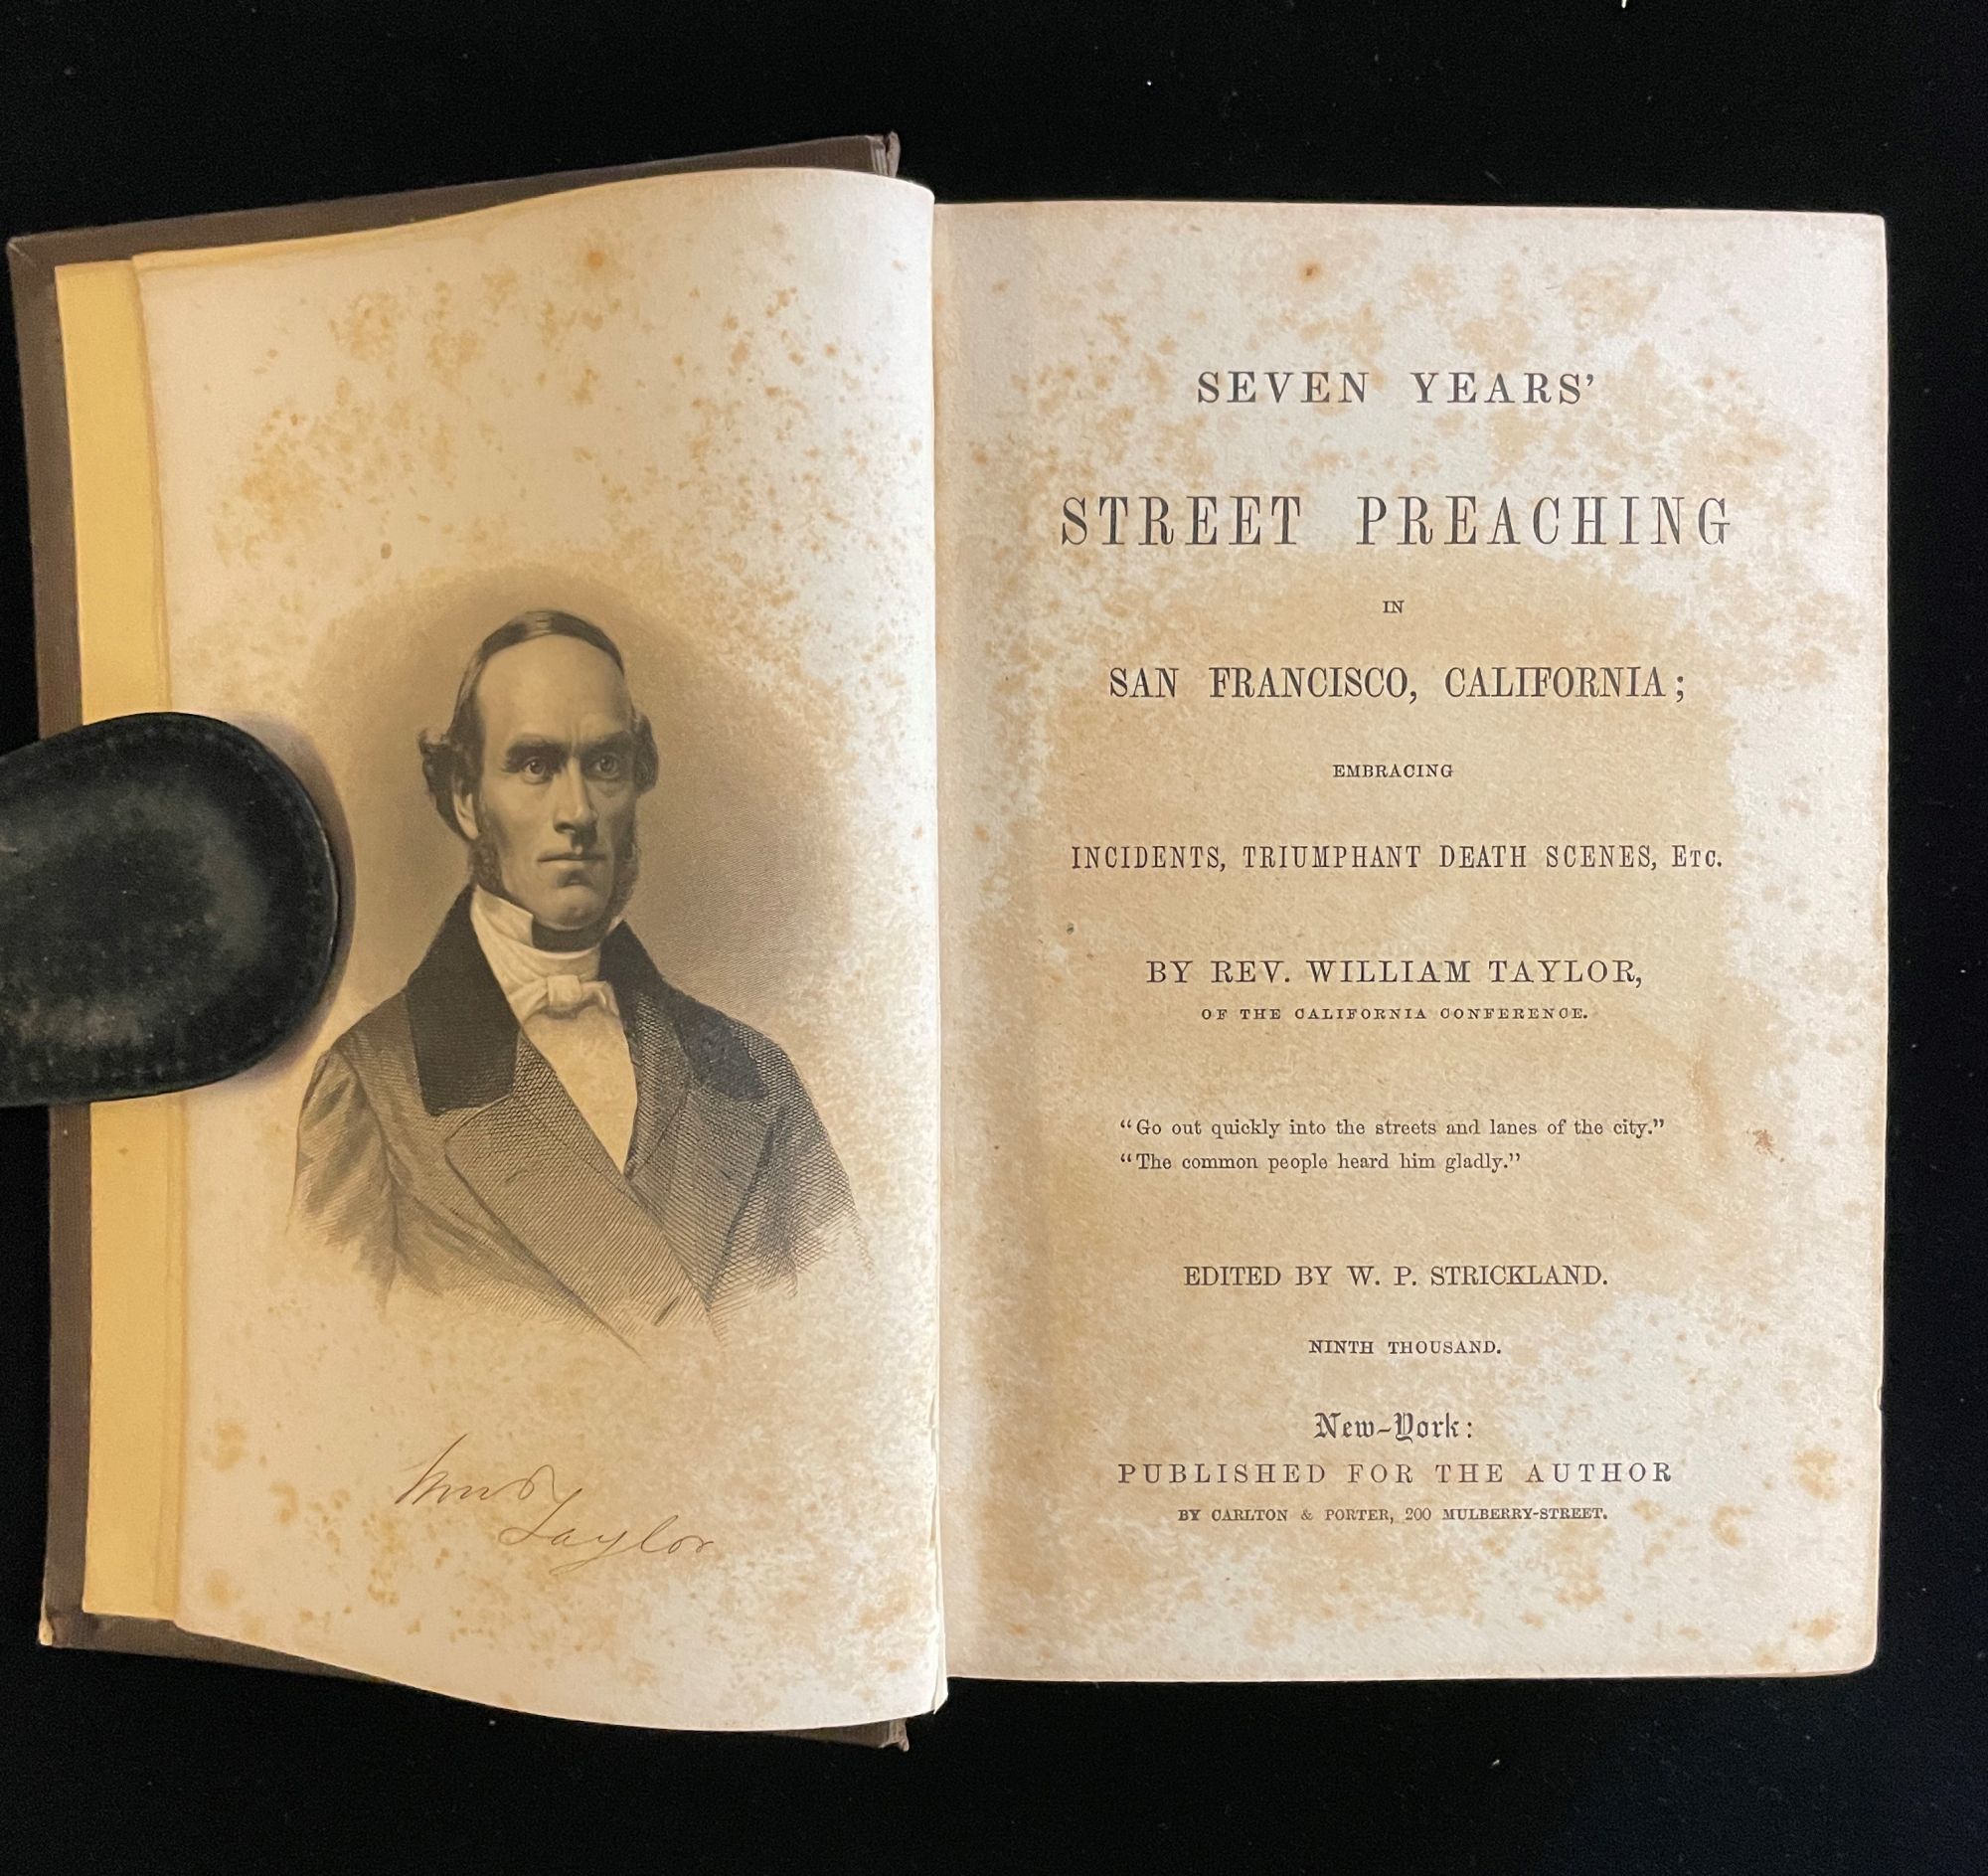 Wm
Taylor
SEVEN YEARS'
STREET PREACHING
IN
SAN FRANCISCO, CALIFORNIA;
EMBRACING
INCIDENTS, TRIUMPHANT DEATH SCENES, ETC.
BY REV. WILLIAM TAYLOR,
OF THE CALIFORNIA CONFERENCE.
“Go out quickly into the streets and lanes of the city.”
“The common people heard him gladly.”
EDITED BY W. P. STRICKLAND.
NINTH THOUSAND.
New-York:
PUBLISHED FOR THE AUTHOR
BY CARLTON & PORTER, 200 MULBERRY-STREET.